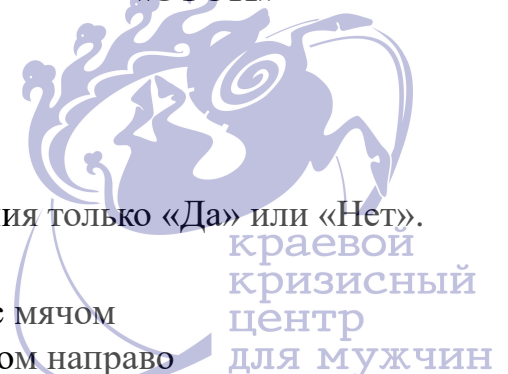 ия только «Да» или «Нет».
краевой
кризисный
с мячом
центр
ом направо
для мужчин